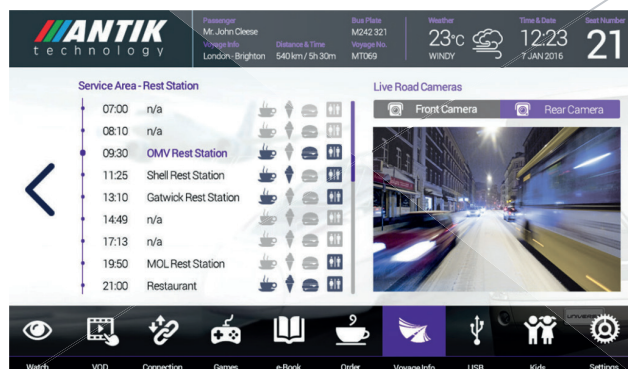 ANTIK
technology
Passenger
Mr. John Cleese
Voyage Info
London - Brighton
Distance & Time
540 km / 5h 30m
Bus Plate
M242 321
Voyage No.
MT069
Weather
23°C
WINDY
Time & Date
12:23
7 JAN 2016
Seat Number
21
Service Area - Rest Station
07:00 n/a
08:10 n/a
09:30 OMV Rest Station
11:25 Shell Rest Station
13:10 Gatwick Rest Station
14:49 n/a
17:13 n/a
19:50 MOL Rest Station
21:00 Restaurant
Live Road Cameras
Front Camera
Rear Camera
Watch
VOD
Connection
Games
e-Book
Order
Voyage Info
USB
Kids
Settings